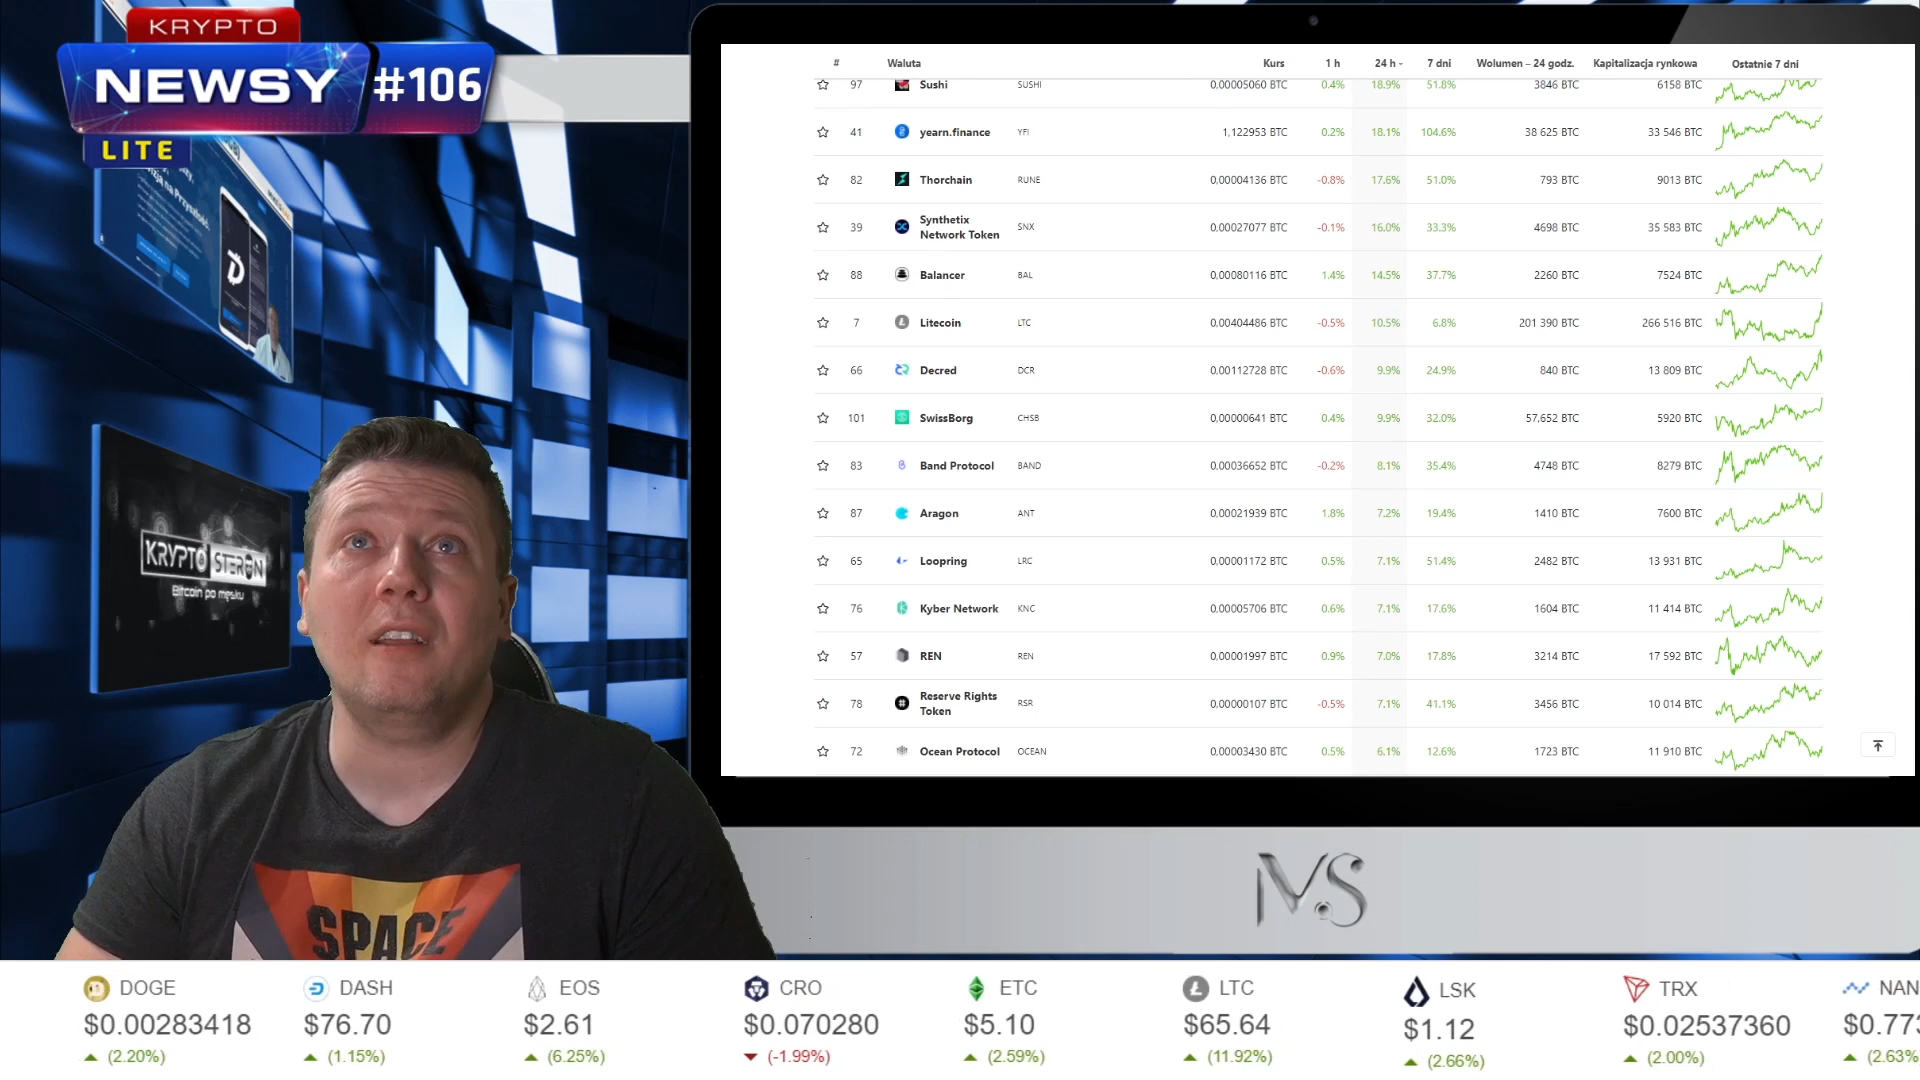 KRYPTO
NEWSY #106
LITE
KRYPTO STERON
Bitcoin po męsku
SPACE
# Waluta Kurs 1 h 24 h 7 dni Wolumen – 24 godz. Kapitalizacja rynkowa Ostatnie 7 dni
97 Sushi SUSHI 0,00005060 BTC 0.4% 18.9% 51.8% 3846 BTC 6158 BTC
41 yearn.finance YFI 1,122953 BTC 0.2% 18.1% 104.6% 38 625 BTC 33 546 BTC
82 Thorchain RUNE 0,00004136 BTC -0.8% 17.6% 51.0% 793 BTC 9013 BTC
39 Synthetix Network Token SNX 0,00027077 BTC -0.1% 16.0% 33.3% 4698 BTC 35 583 BTC
88 Balancer BAL 0,00080116 BTC 1.4% 14.5% 37.7% 2260 BTC 7524 BTC
7 Litecoin LTC 0,00404486 BTC -0.5% 10.5% 6.8% 201 390 BTC 266 516 BTC
66 Decred DCR 0,00112728 BTC -0.6% 9.9% 24.9% 840 BTC 13 809 BTC
101 SwissBorg CHSB 0,00000641 BTC 0.4% 9.9% 32.0% 57,652 BTC 5920 BTC
83 Band Protocol BAND 0,00036652 BTC -0.2% 8.1% 35.4% 4748 BTC 8279 BTC
87 Aragon ANT 0,00021939 BTC 1.8% 7.2% 19.4% 1410 BTC 7600 BTC
65 Loopring LRC 0,00001172 BTC 0.5% 7.1% 51.4% 2482 BTC 13 931 BTC
76 Kyber Network KNC 0,00005706 BTC 0.6% 7.1% 17.6% 1604 BTC 11 414 BTC
57 REN REN 0,00001997 BTC 0.9% 7.0% 17.8% 3214 BTC 17 592 BTC
78 Reserve Rights Token RSR 0,00000107 BTC -0.5% 7.1% 41.1% 3456 BTC 10 014 BTC
72 Ocean Protocol OCEAN 0,00003430 BTC 0.5% 6.1% 12.6% 1723 BTC 11 910 BTC
MS
DOGE DASH EOS CRO ETC LTC LSK TRX NAN
$0.00283418 $76.70 $2.61 $0.070280 $5.10 $65.64 $1.12 $0.02537360 $0.773
(2.20%) (1.15%) (6.25%) (-1.99%) (2.59%) (11.92%) (2.66%) (2.00%) (2.63%